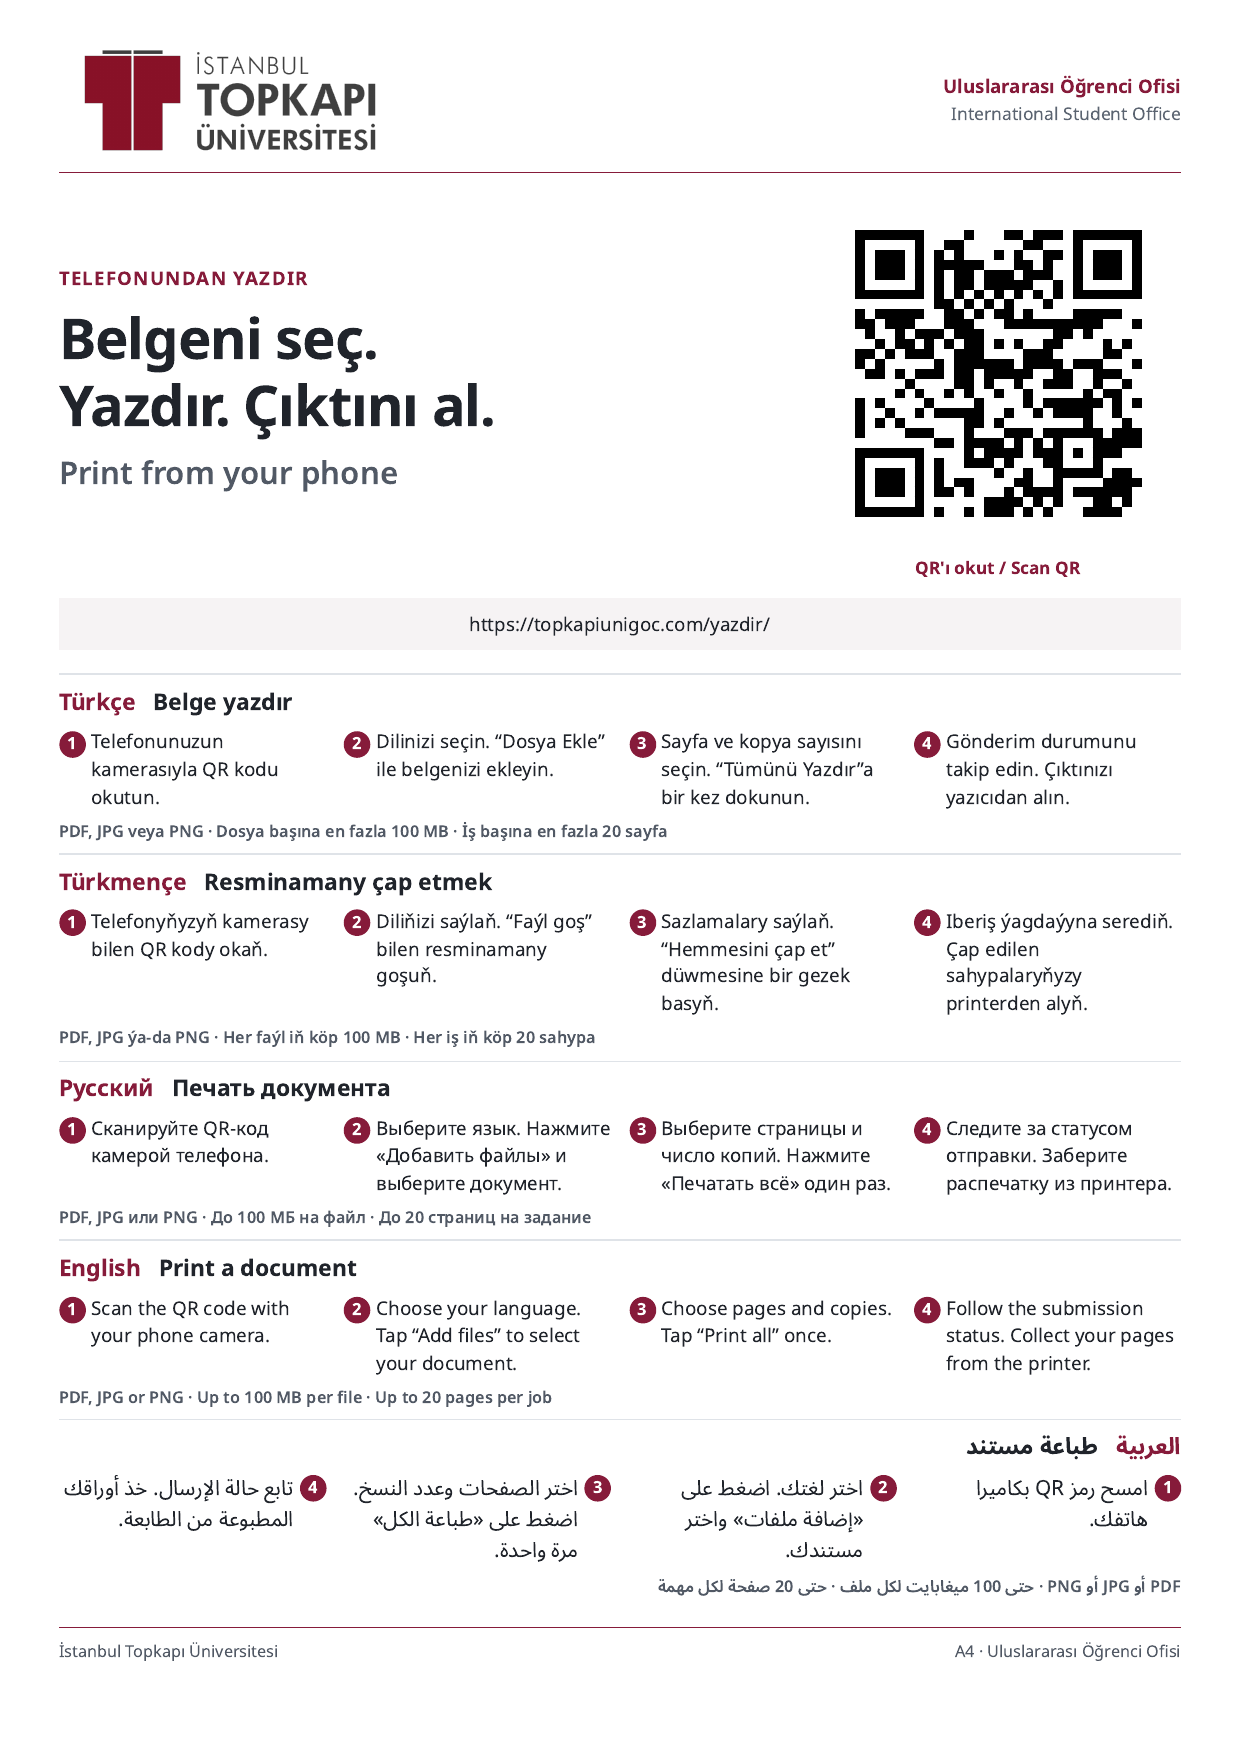 İSTANBUL
TOPKAPI
ÜNİVERSİTESİ
Uluslararası Öğrenci Ofisi
International Student Office
TELEFONUNDAN YAZDIR
Belgeni seç.
Yazdır. Çıktını al.
Print from your phone
QR'ı okut / Scan QR
https://topkapiunigoc.com/yazdir/
Türkçe Belge yazdır
1 Telefonunuzun
kamerasıyla QR kodu
okutun.
2 Dilinizi seçin. “Dosya Ekle”
ile belgenizi ekleyin.
3 Sayfa ve kopya sayısını
seçin. “Tümünü Yazdır”a
bir kez dokunun.
4 Gönderim durumunu
takip edin. Çıktınızı
yazıcıdan alın.
PDF, JPG veya PNG · Dosya başına en fazla 100 MB · İş başına en fazla 20 sayfa
Türkmençe Resminamany çap etmek
1 Telefonyňyzyň kamerasy
bilen QR kody okaň.
2 Diliňizi saýlaň. “Faýl goş”
bilen resminamany
goşuň.
3 Sazlamalary saýlaň.
“Hemmesini çap et”
düwmesine bir gezek
basyň.
4 Iberiş ýagdaýyna serediň.
Çap edilen
sahypalaryňyzy
printerden alyň.
PDF, JPG ýa-da PNG · Her faýl iň köp 100 MB · Her iş iň köp 20 sahypa
Русский Печать документа
1 Сканируйте QR-код
камерой телефона.
2 Выберите язык. Нажмите
«Добавить файлы» и
выберите документ.
3 Выберите страницы и
число копий. Нажмите
«Печатать всё» один раз.
4 Следите за статусом
отправки. Заберите
распечатку из принтера.
PDF, JPG или PNG · До 100 МБ на файл · До 20 страниц на задание
English Print a document
1 Scan the QR code with
your phone camera.
2 Choose your language.
Tap “Add files” to select
your document.
3 Choose pages and copies.
Tap “Print all” once.
4 Follow the submission
status. Collect your pages
from the printer.
PDF, JPG or PNG · Up to 100 MB per file · Up to 20 pages per job
العربية طباعة مستند
1 امسح رمز QR بكاميرا
هاتفك.
2 اختر لغتك. اضغط على
«إضافة ملفات» واختر
مستندك.
3 اختر الصفحات وعدد النسخ.
اضغط على «طباعة الكل»
مرة واحدة.
4 تابع حالة الإرسال. خذ أوراقك
المطبوعة من الطابعة.
PDF أو JPG أو PNG · حتى 100 ميغابايت لكل ملف · حتى 20 صفحة لكل مهمة
İstanbul Topkapı Üniversitesi
A4 · Uluslararası Öğrenci Ofisi